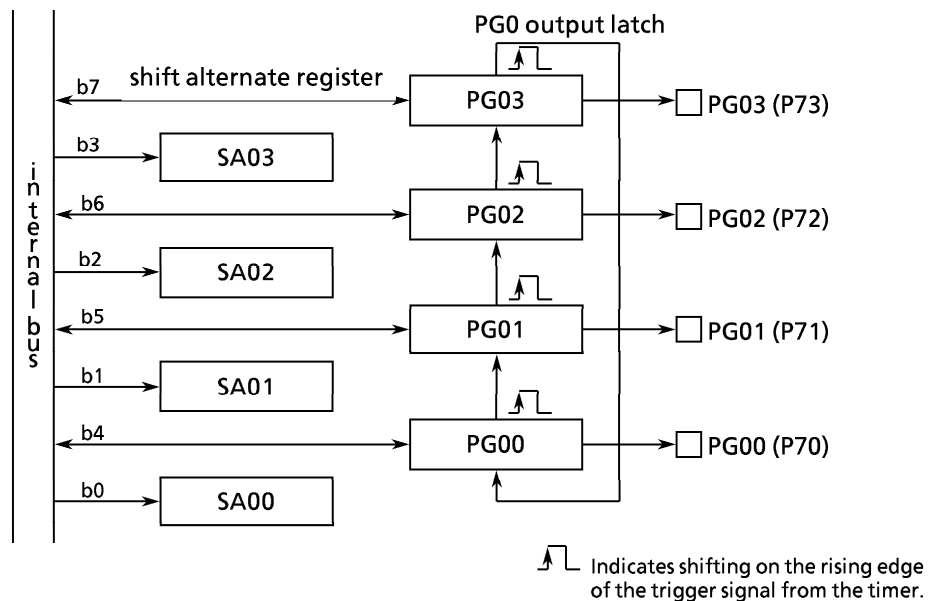 PG0 output latch
shift alternate register
b7
PG03
PG03 (P73)
b3
SA03
b6
PG02
PG02 (P72)
b2
SA02
b5
PG01
PG01 (P71)
b1
SA01
b4
PG00
PG00 (P70)
b0
SA00
internal bus
Indicates shifting on the rising edge
of the trigger signal from the timer.